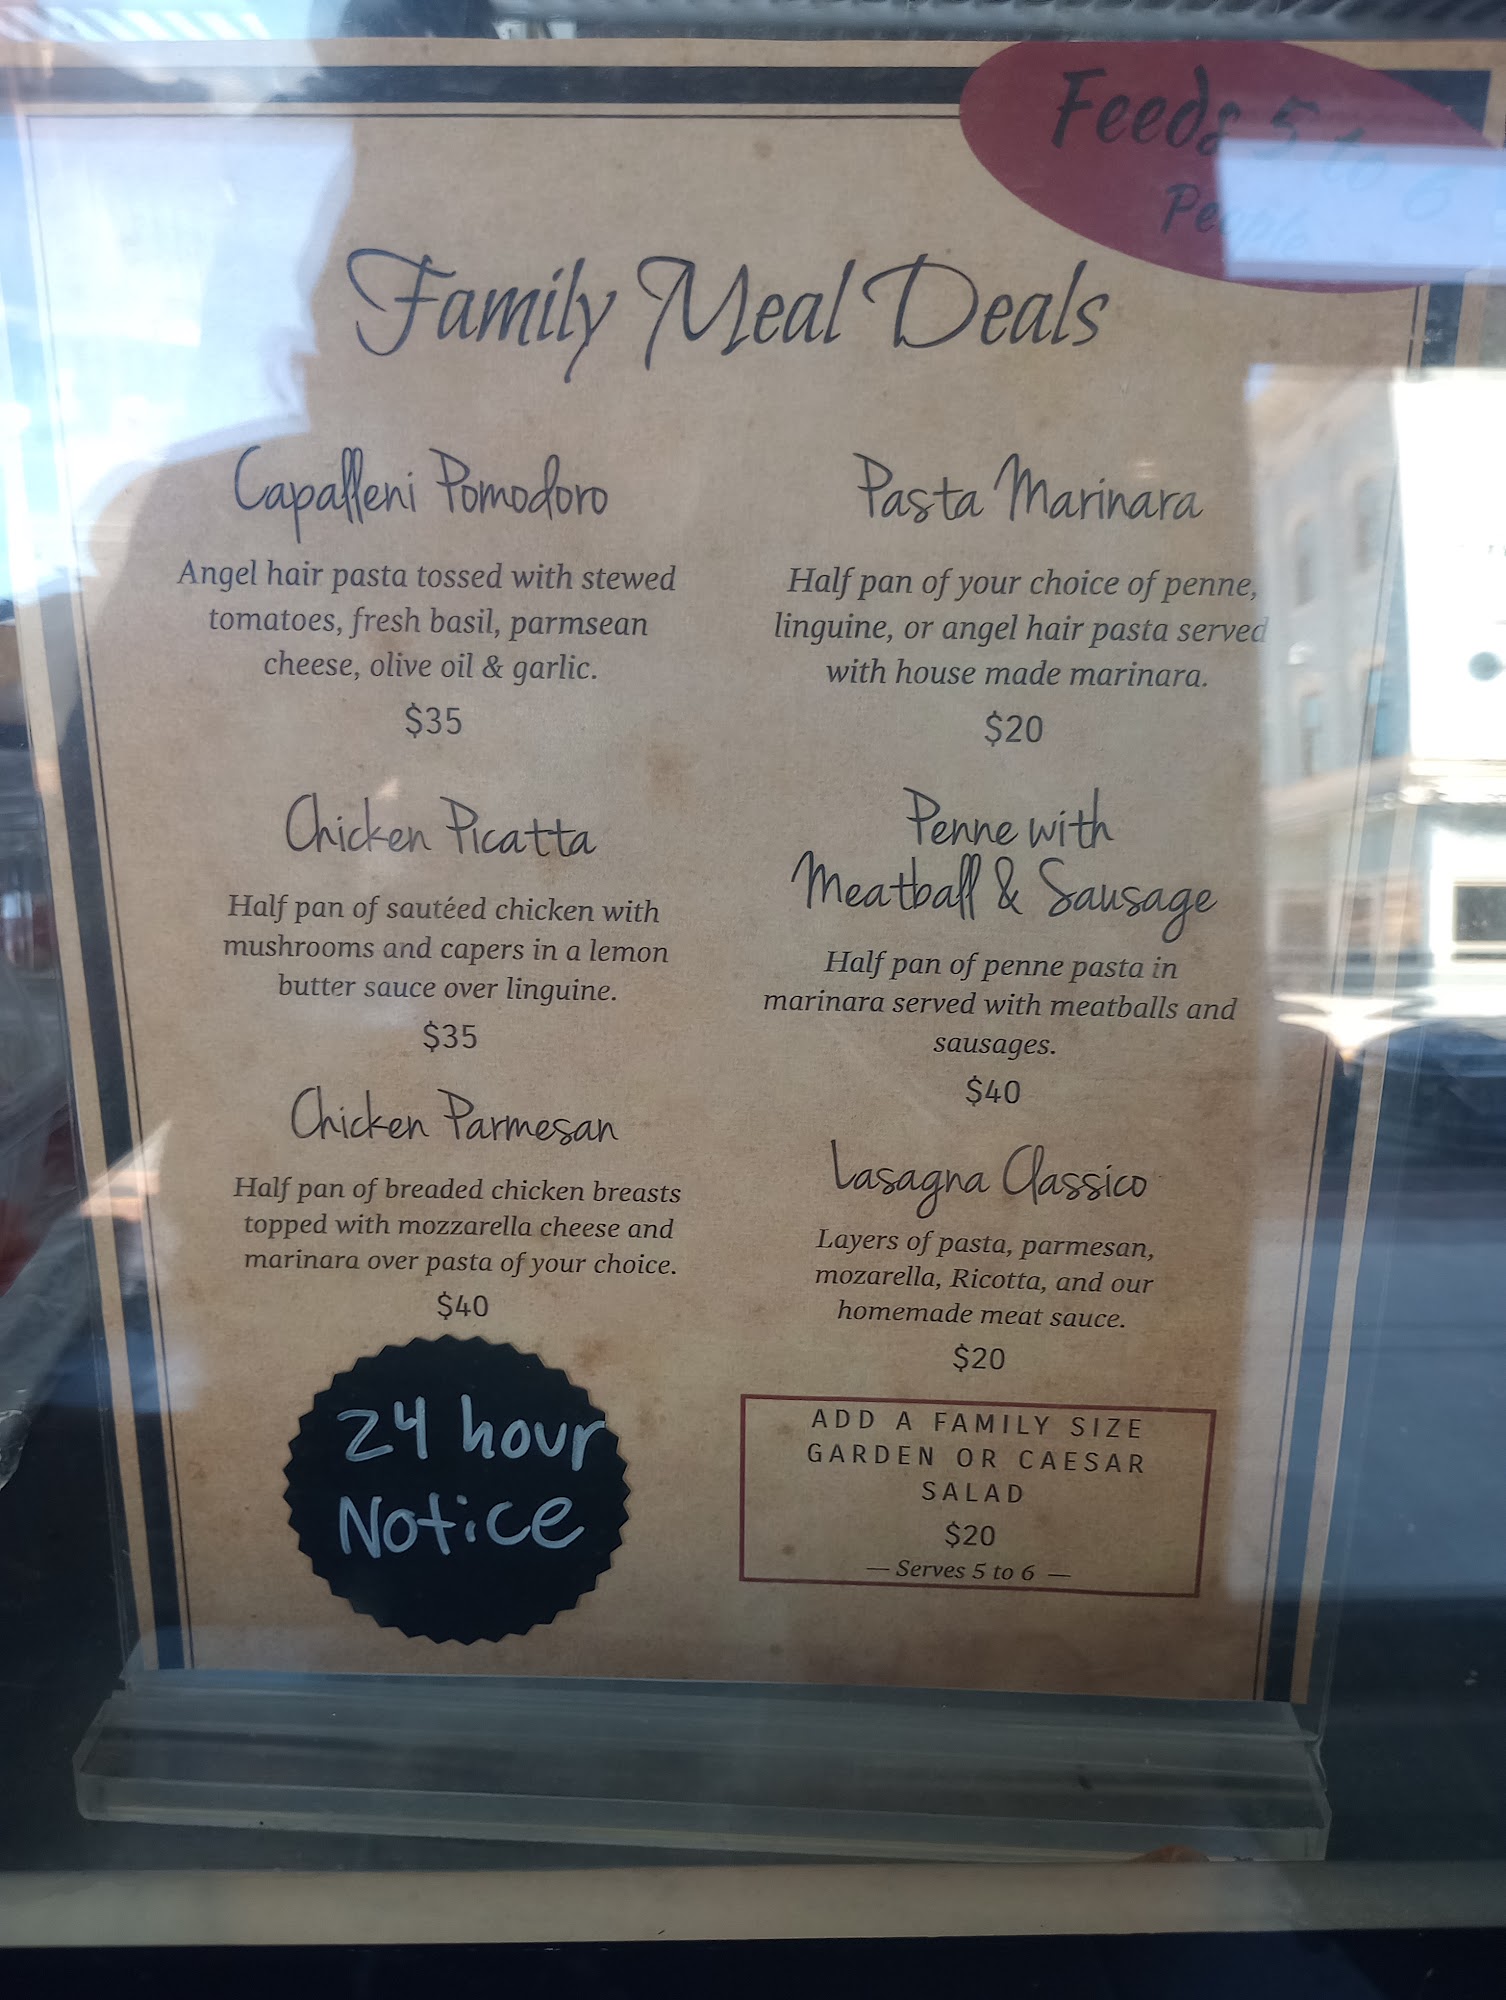 Feeds 5 to 6
People
Family Meal Deals
Capalleni Pomodoro
Angel hair pasta tossed with stewed
tomatoes, fresh basil, parmsean
cheese, olive oil & garlic.
$35
Chicken Picatta
Half pan of sautéed chicken with
mushrooms and capers in a lemon
butter sauce over linguine.
$35
Chicken Parmesan
Half pan of breaded chicken breasts
topped with mozzarella cheese and
marinara over pasta of your choice.
$40
24 hour
Notice
Pasta Marinara
Half pan of your choice of penne,
linguine, or angel hair pasta served
with house made marinara.
$20
Penne with
Meatball & Sausage
Half pan of penne pasta in
marinara served with meatballs and
sausages.
$40
Lasagna Classico
Layers of pasta, parmesan,
mozarella, Ricotta, and our
homemade meat sauce.
$20
ADD A FAMILY SIZE
GARDEN OR CAESAR
SALAD
$20
— Serves 5 to 6 —